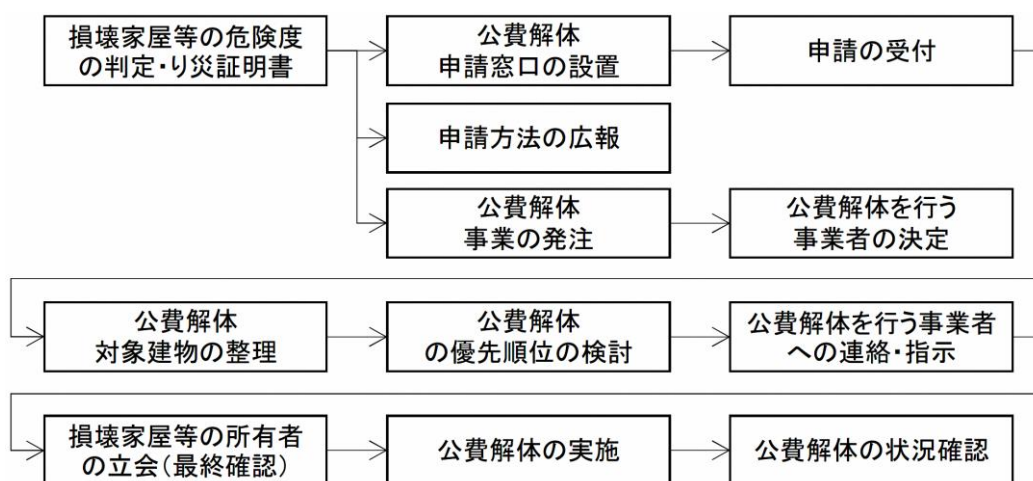 損壊家屋等の危険度
の判定・り災証明書
公費解体
申請窓口の設置
申請の受付
申請方法の広報
公費解体
事業の発注
公費解体を行う
事業者の決定
公費解体
対象建物の整理
公費解体
の優先順位の検討
公費解体を行う事業者
への連絡・指示
損壊家屋等の所有者
の立会(最終確認)
公費解体の実施
公費解体の状況確認